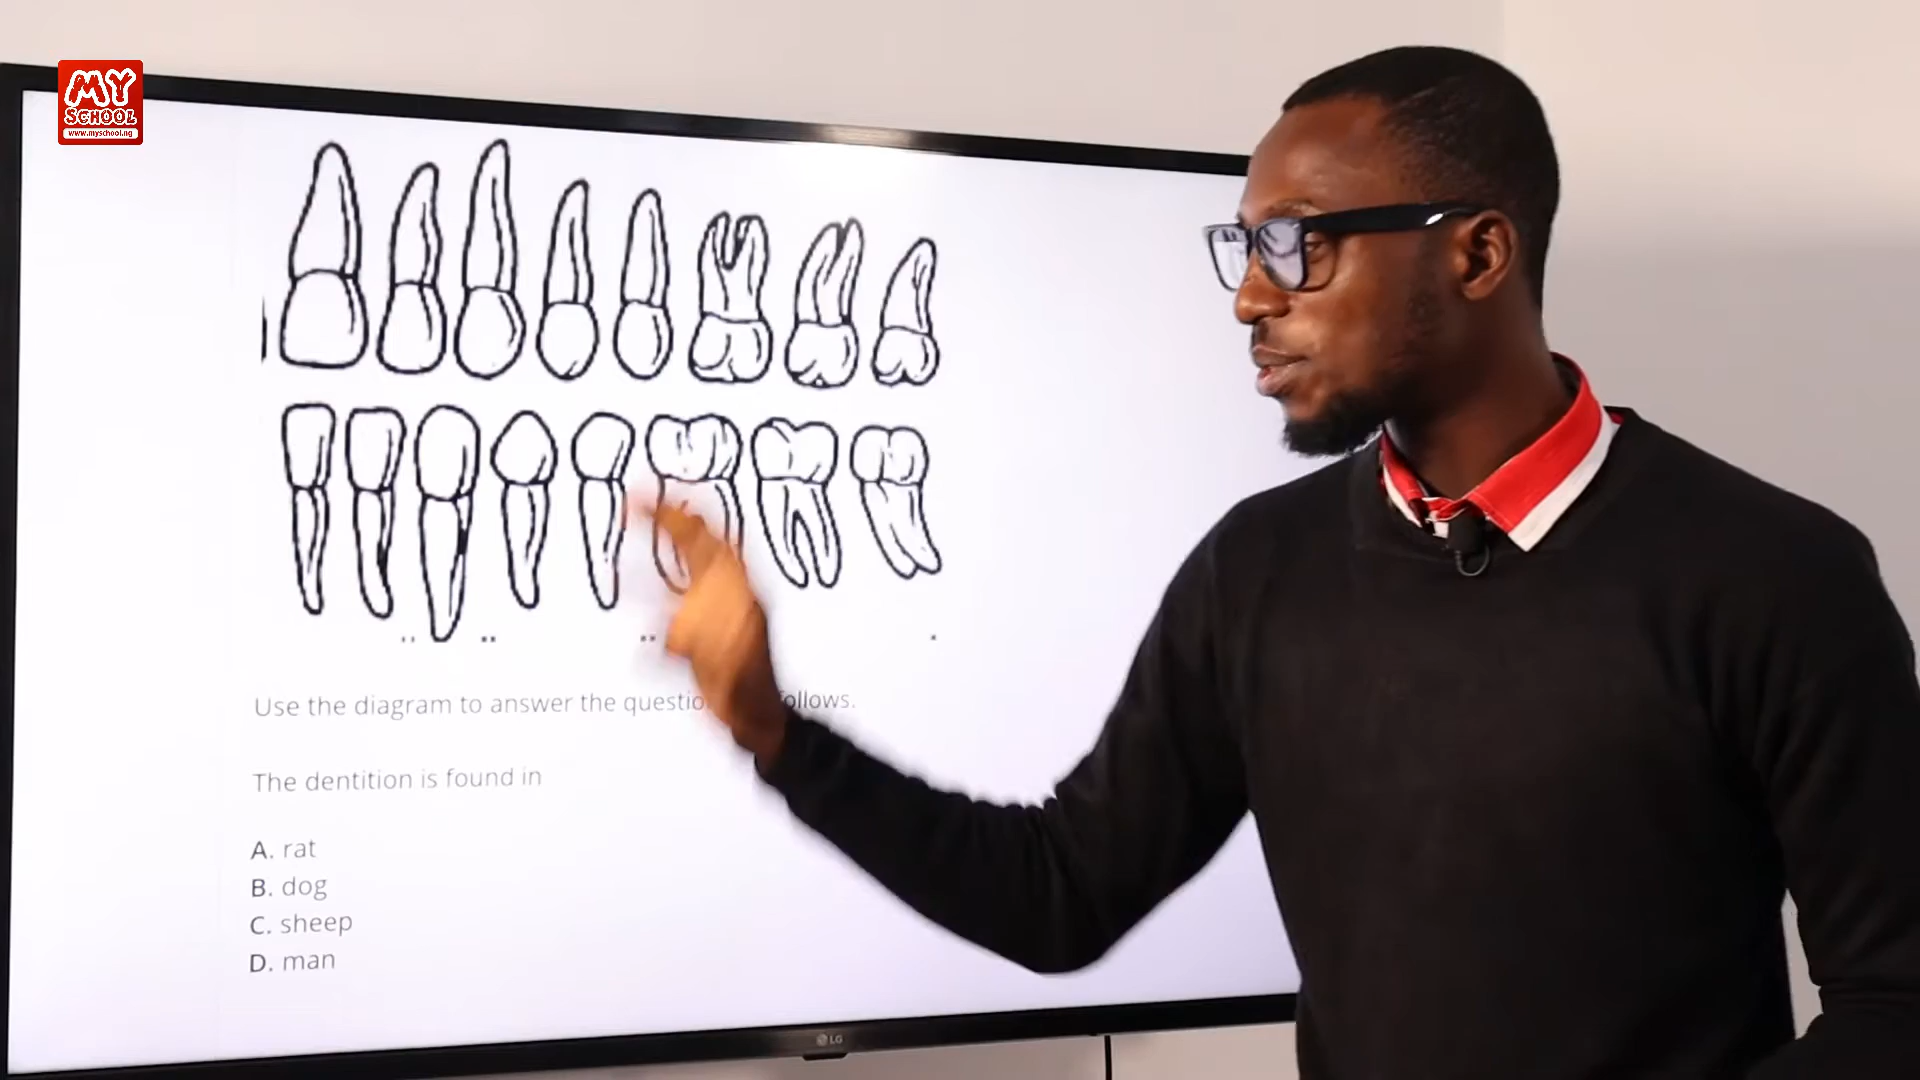 MY
SCHOOL
www.myschool.ng
Use the diagram to answer the follows.
The dentition is found in
A. rat
B. dog
C. sheep
D. man
LG